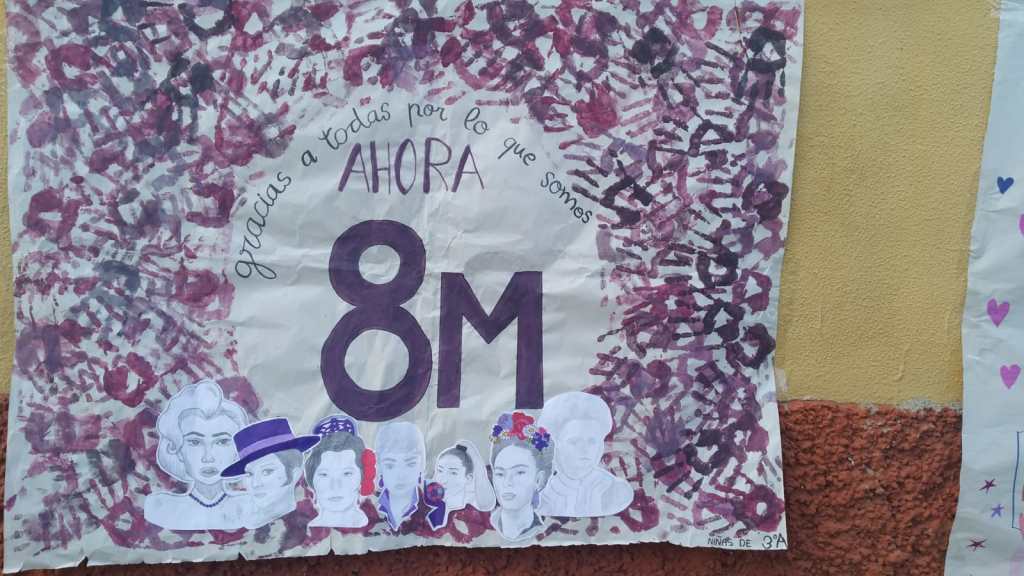 gracias a todas por lo que somos
AHORA
8M
NIÑAS DE 3ºA